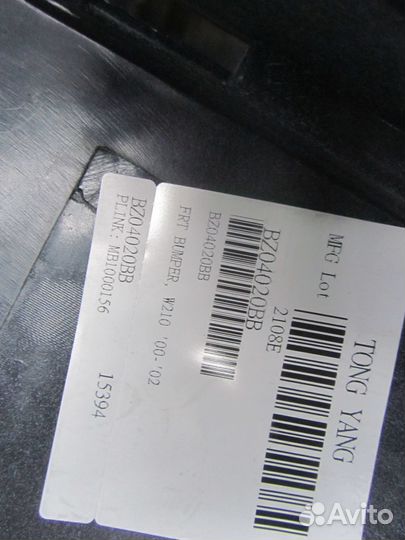 TONG YANG
MFG Lot
2108E
BZ04020BB
BZ04020BB
FRT BUMPER, W210 '00-'02
BZ04020BB
PLINK: MB1000156
15394
Avito